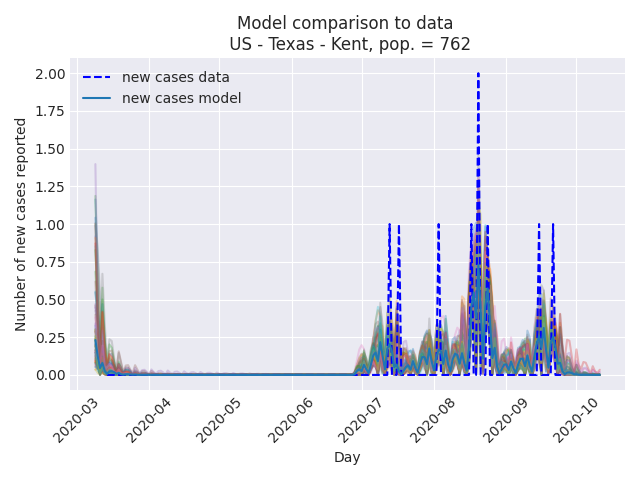 Model comparison to data
US - Texas - Kent, pop. = 762
new cases data
new cases model
Number of new cases reported
2.00
1.75
1.50
1.25
1.00
0.75
0.50
0.25
0.00
2020-03
2020-04
2020-05
2020-06
2020-07
2020-08
2020-09
2020-10
Day